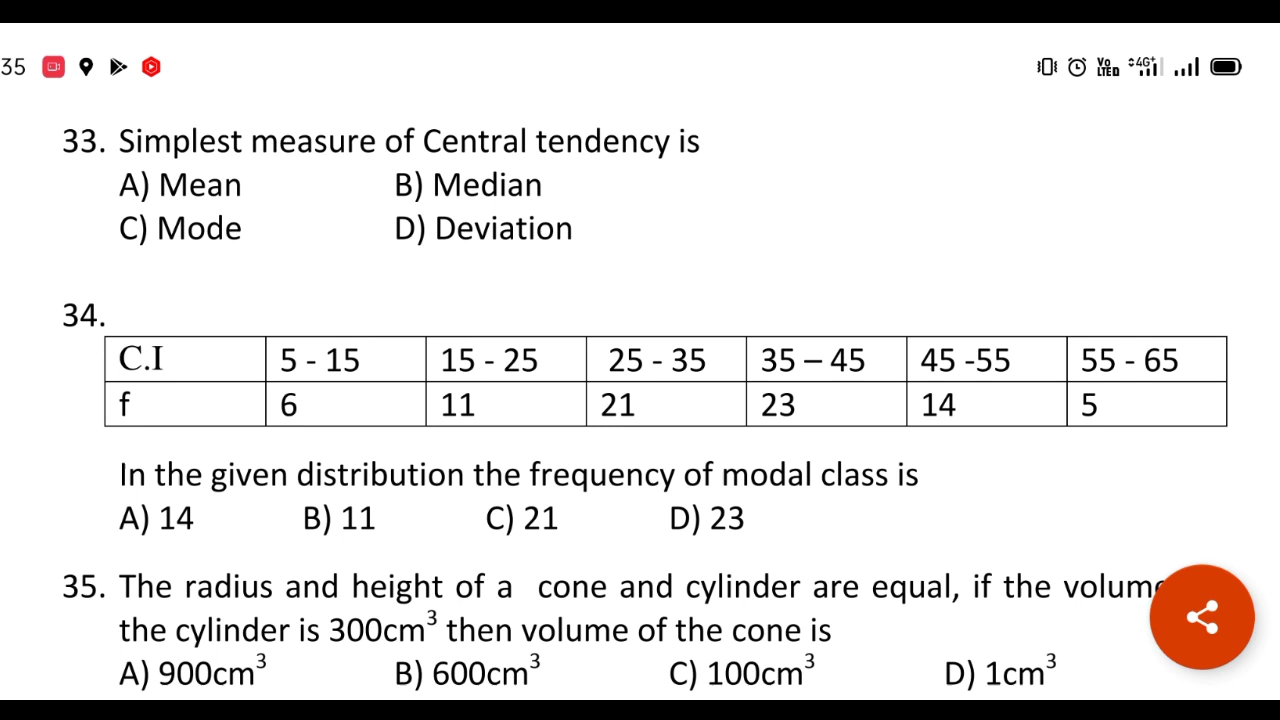 35 Vo LTE 4G+
33. Simplest measure of Central tendency is
A) Mean B) Median
C) Mode D) Deviation
34.
C.I 5 - 15 15 - 25 25 - 35 35 – 45 45 -55 55 - 65
f 6 11 21 23 14 5
In the given distribution the frequency of modal class is
A) 14 B) 11 C) 21 D) 23
35. The radius and height of a cone and cylinder are equal, if the
the cylinder is 300cm³ then volume of the cone is
A) 900cm³ B) 600cm³ C) 100cm³ D) 1cm³